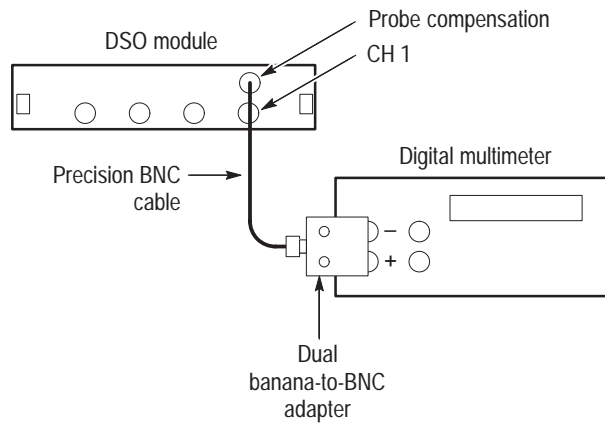 Probe compensation
DSO module
CH 1
Precision BNC
cable
Digital multimeter
–
+
Dual
banana-to-BNC
adapter